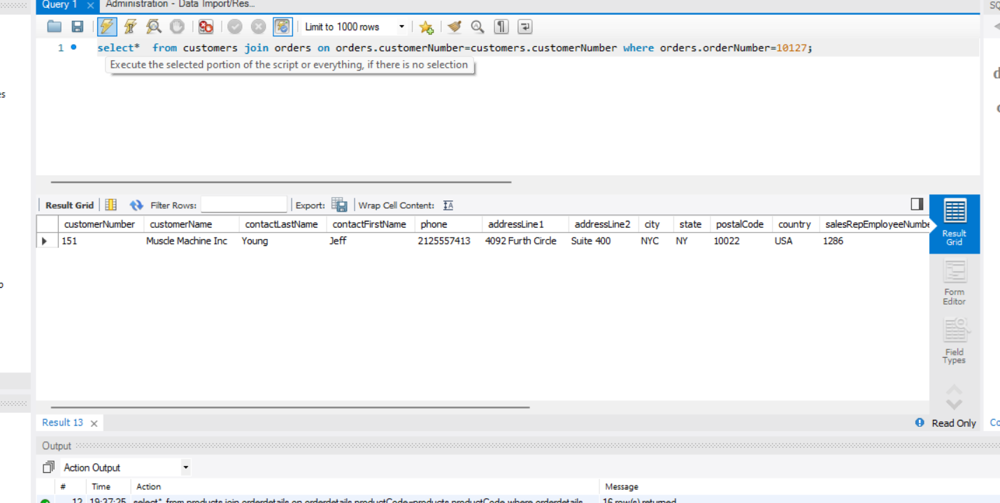 Query 1
Administration - Data Import/Res...
SQ
Limit to 1000 rows
1
select* from customers join orders on orders.customerNumber=customers.customerNumber where orders.orderNumber=10127;
Execute the selected portion of the script or everything, if there is no selection
Result Grid
Filter Rows:
Export:
Wrap Cell Content:
customerNumber customerName contactLastName contactFirstName phone addressLine1 addressLine2 city state postalCode country salesRepEmployeeNumbe
151 Muscle Machine Inc Young Jeff 2125557413 4092 Furth Circle Suite 400 NYC NY 10022 USA 1286
Result
Grid
Form
Editor
Field
Types
Result 13
Read Only
Co
Output
Action Output
# Time Action Message
12 19:37:25 select* from products join orderdetails on orderdetails.productCode=products.productCode where orderdetails... 16 row(s) returned